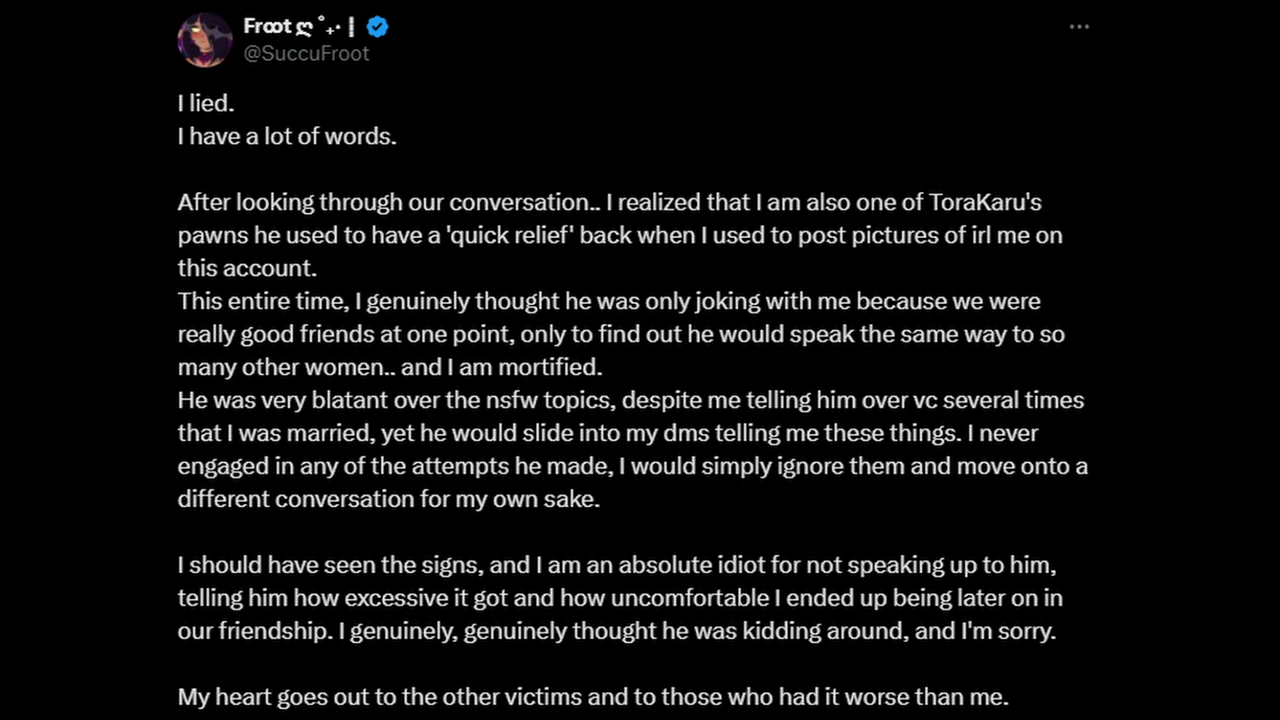 Froot ღ ˚₊‧ |
@SuccuFroot
I lied.
I have a lot of words.
After looking through our conversation.. I realized that I am also one of ToraKaru's
pawns he used to have a 'quick relief' back when I used to post pictures of irl me on
this account.
This entire time, I genuinely thought he was only joking with me because we were
really good friends at one point, only to find out he would speak the same way to so
many other women.. and I am mortified.
He was very blatant over the nsfw topics, despite me telling him over vc several times
that I was married, yet he would slide into my dms telling me these things. I never
engaged in any of the attempts he made, I would simply ignore them and move onto a
different conversation for my own sake.
I should have seen the signs, and I am an absolute idiot for not speaking up to him,
telling him how excessive it got and how uncomfortable I ended up being later on in
our friendship. I genuinely, genuinely thought he was kidding around, and I'm sorry.
My heart goes out to the other victims and to those who had it worse than me.